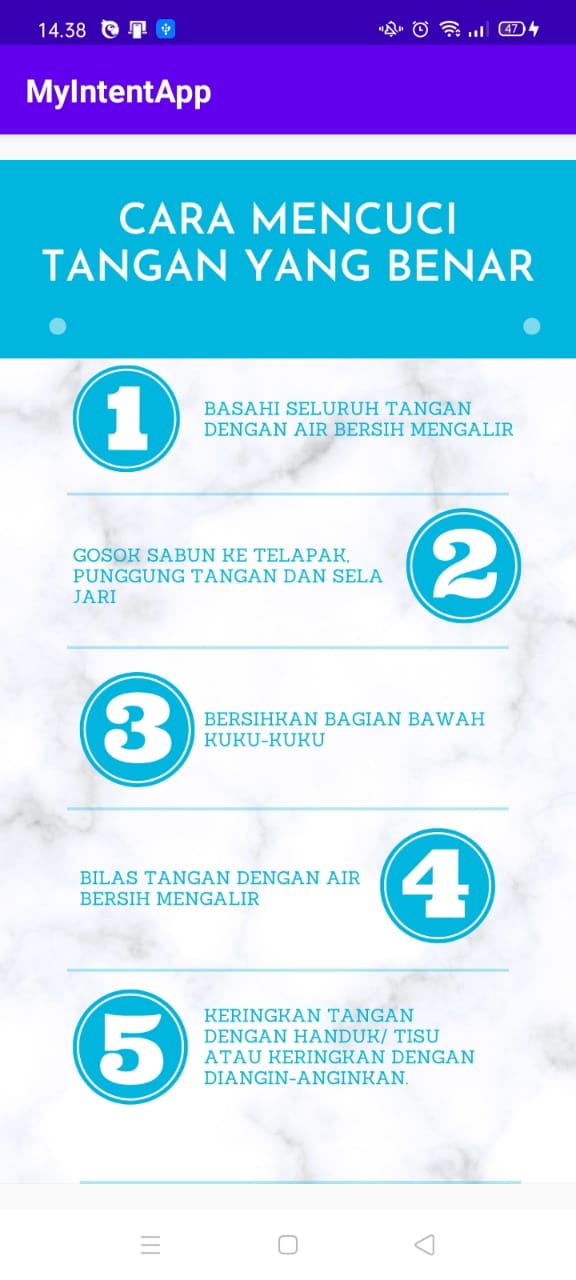 14.38
47
MyIntentApp
CARA MENCUCI
TANGAN YANG BENAR
1
BASAHI SELURUH TANGAN
DENGAN AIR BERSIH MENGALIR
GOSOK SABUN KE TELAPAK,
PUNGGUNG TANGAN DAN SELA
JARI
2
3
BERSIHKAN BAGIAN BAWAH
KUKU-KUKU
BILAS TANGAN DENGAN AIR
BERSIH MENGALIR
4
5
KERINGKAN TANGAN
DENGAN HANDUK/ TISU
ATAU KERINGKAN DENGAN
DIANGIN-ANGINKAN.